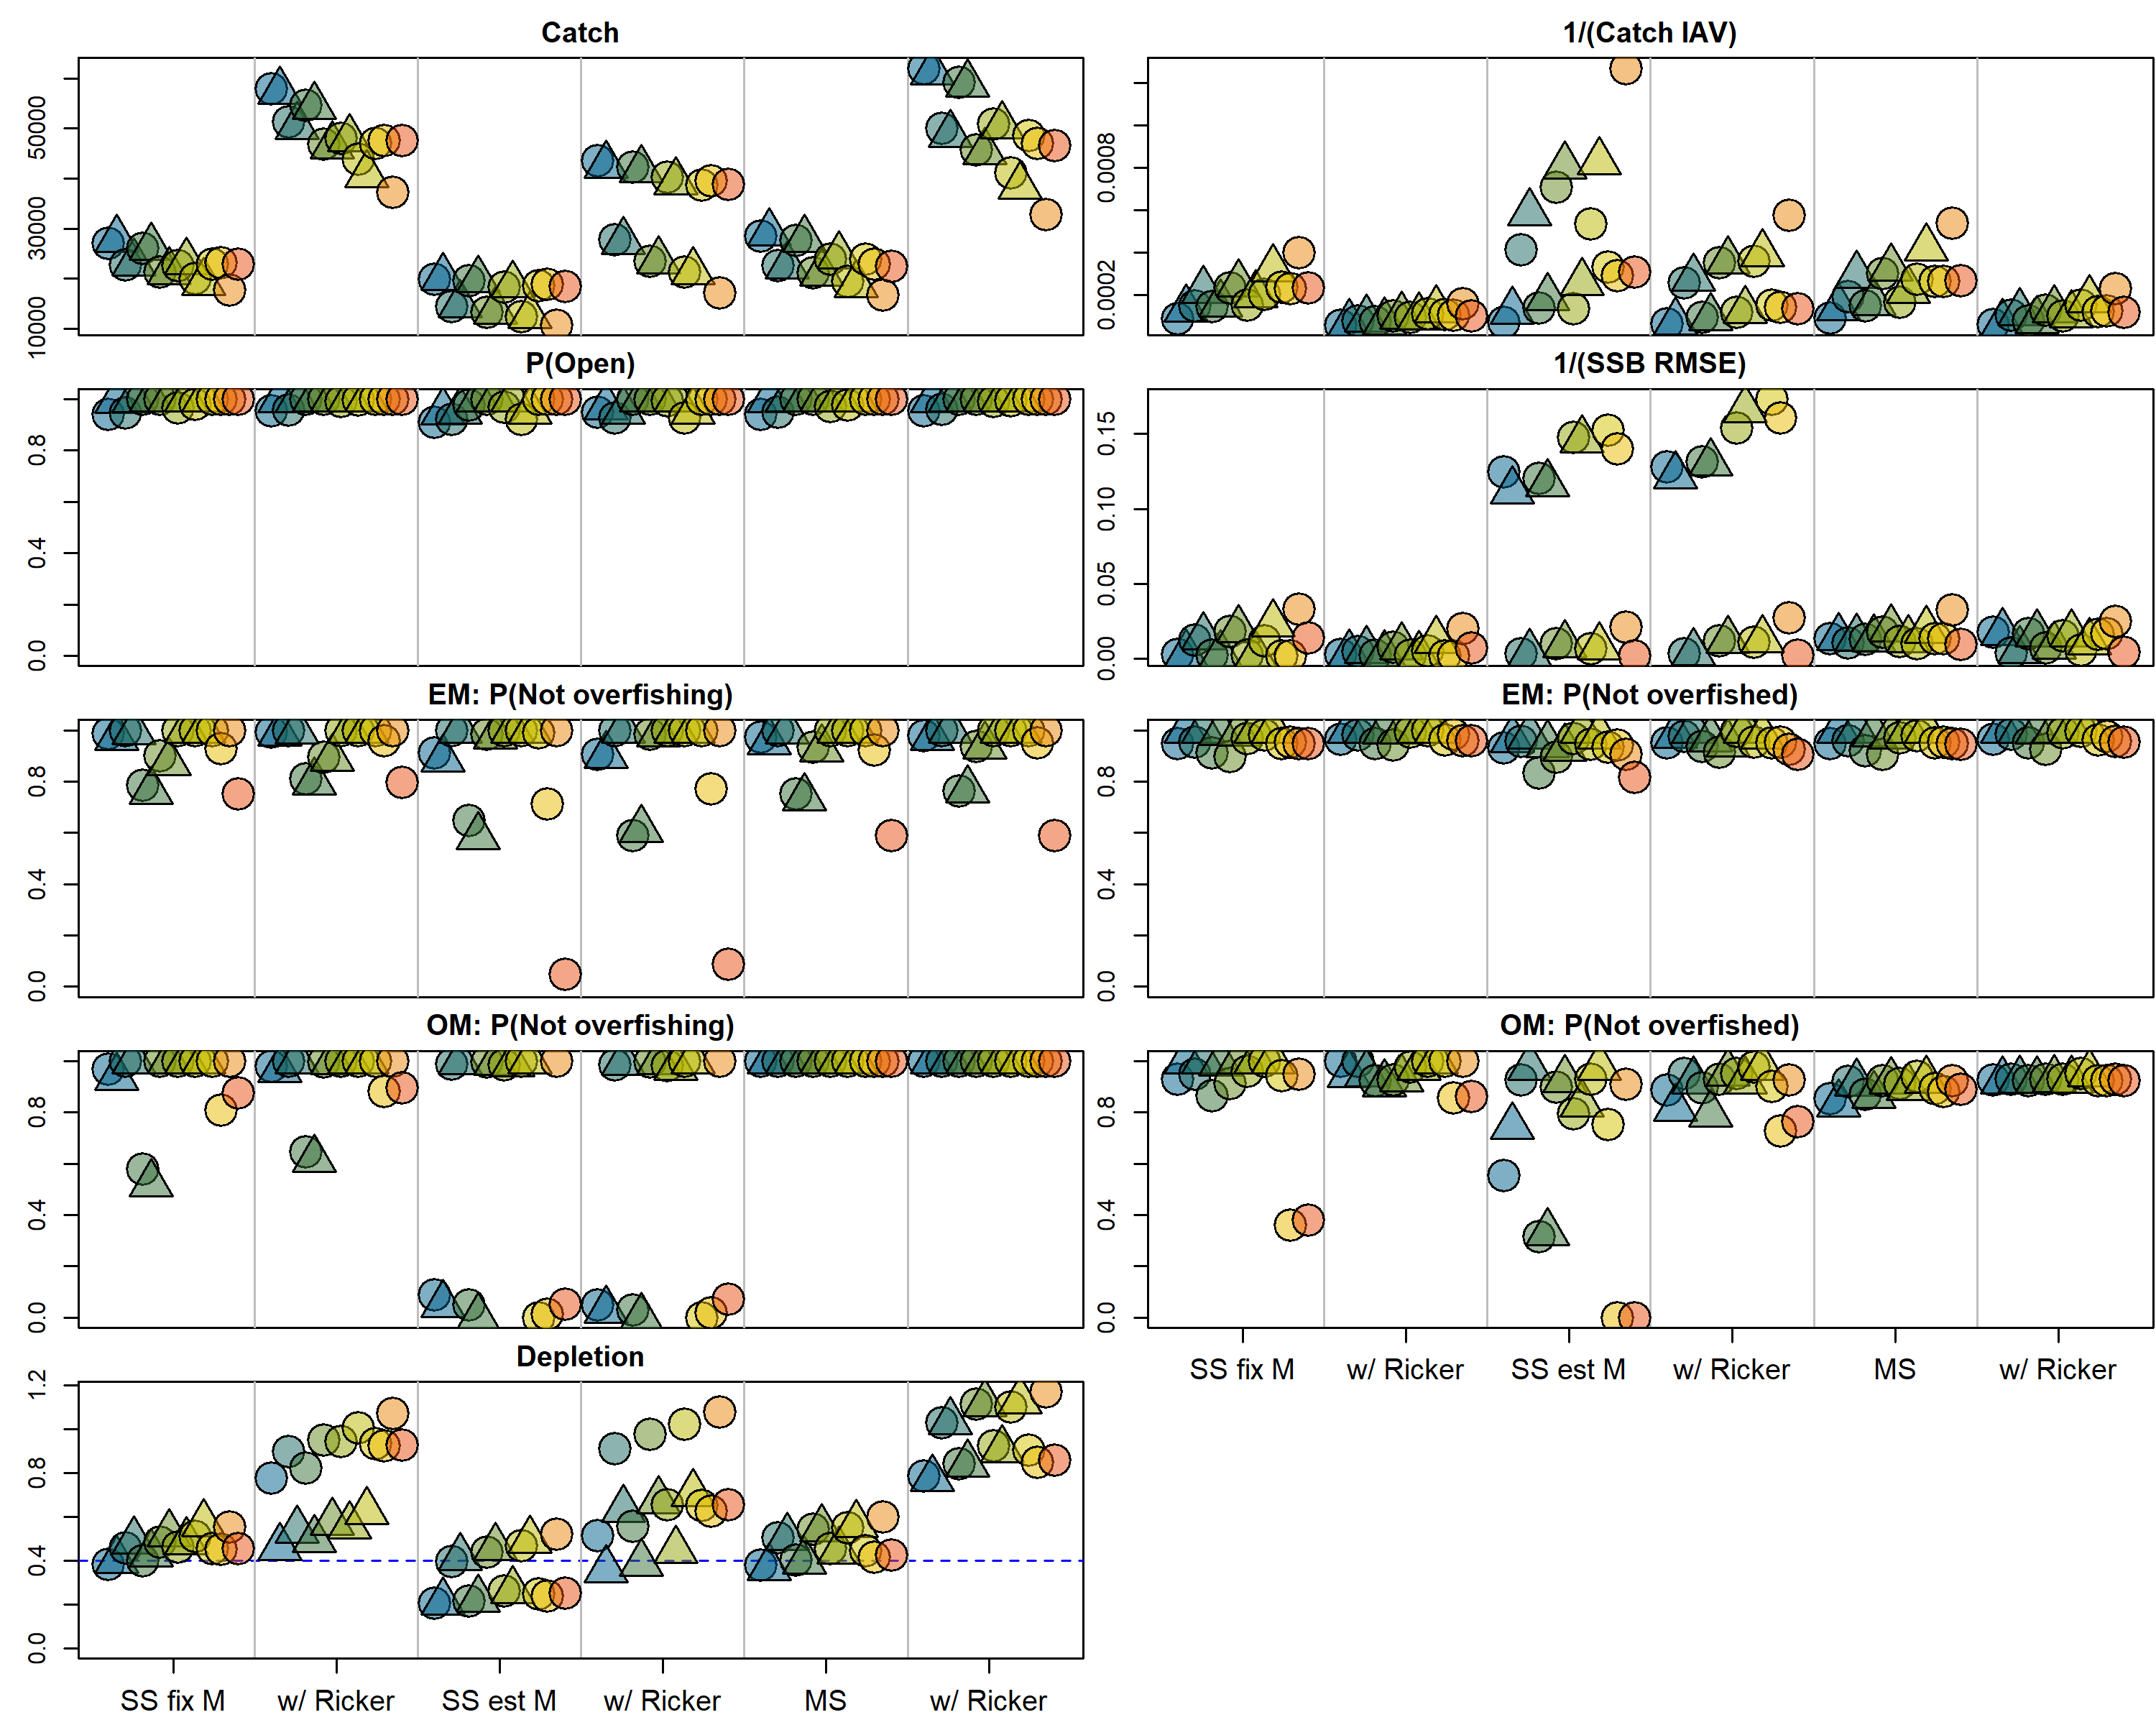 Catch
50000
30000
10000
1/(Catch IAV)
0.0008
0.0002
P(Open)
0.8
0.4
0.0
1/(SSB RMSE)
0.15
0.10
0.05
0.00
EM: P(Not overfishing)
0.8
0.4
0.0
EM: P(Not overfished)
0.8
0.4
0.0
OM: P(Not overfishing)
0.8
0.4
0.0
OM: P(Not overfished)
0.8
0.4
0.0
SS fix M w/ Ricker SS est M w/ Ricker MS w/ Ricker
Depletion
1.2
0.8
0.4
0.0
SS fix M w/ Ricker SS est M w/ Ricker MS w/ Ricker